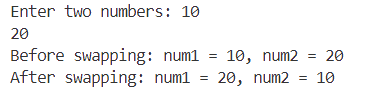 Enter two numbers: 10
20
Before swapping: num1 = 10, num2 = 20
After swapping: num1 = 20, num2 = 10